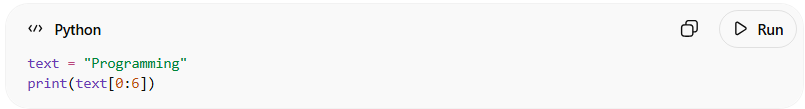 Python
Run
text = "Programming"
print(text[0:6])